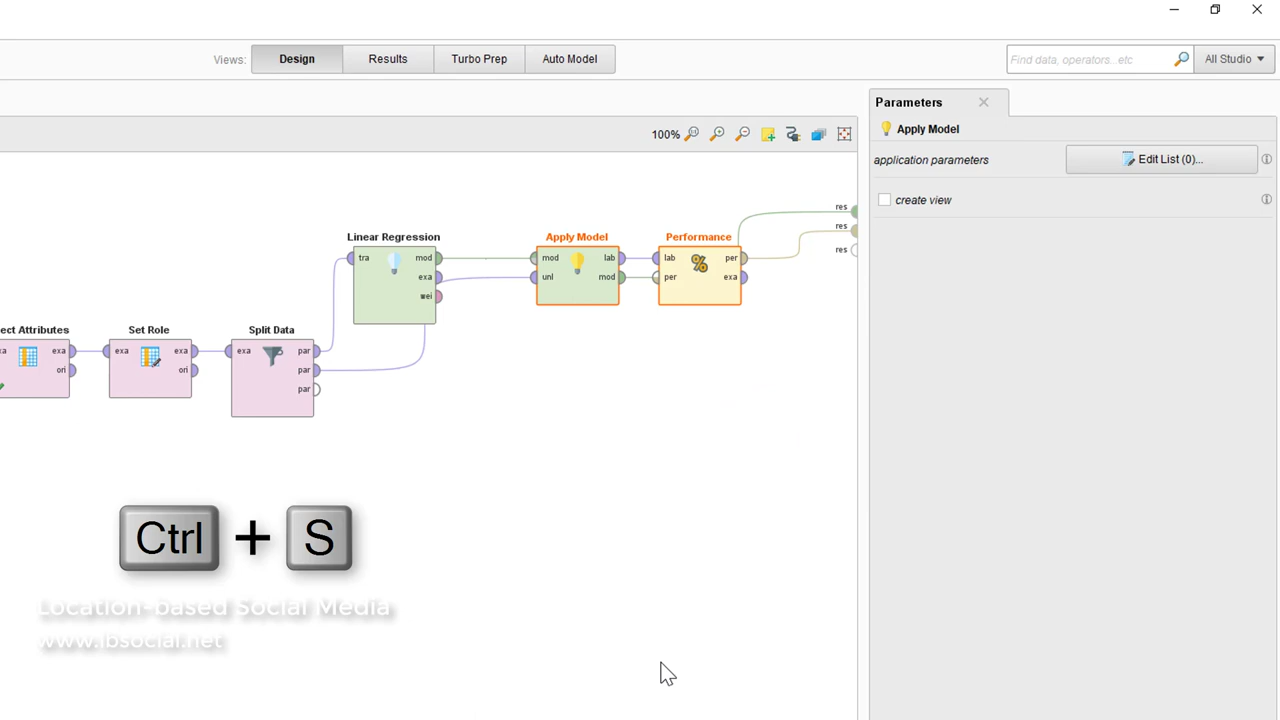 Views:
Design
Results
Turbo Prep
Auto Model
Find data, operators...etc
All Studio
Parameters
Apply Model
application parameters
Edit List (0)...
create view
100%
res
res
res
Linear Regression
tra
mod
exa
wei
Apply Model
mod
lab
unl
mod
Performance
lab
per
per
exa
ect Attributes
xa
exa
ori
Set Role
exa
exa
ori
Split Data
exa
par
par
par
Ctrl + S
Location-based Social Media
www.lbsocial.net